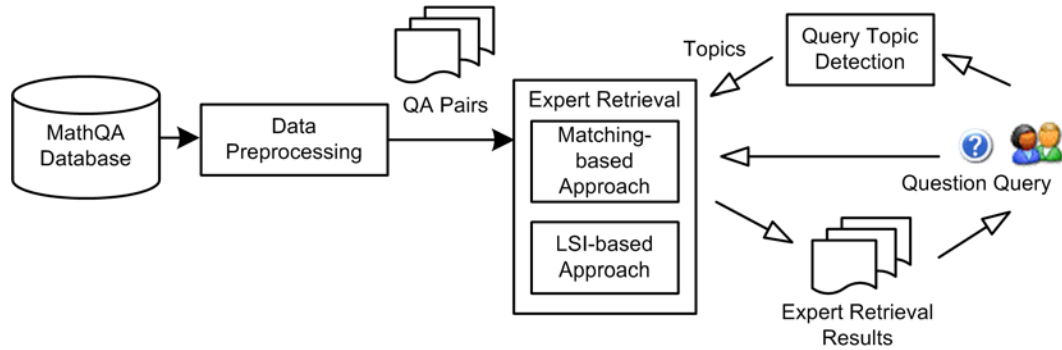 MathQA
Database
Data
Preprocessing
QA Pairs
Expert Retrieval
Matching-
based
Approach
LSI-based
Approach
Topics
Query Topic
Detection
?
Question Query
Expert Retrieval
Results